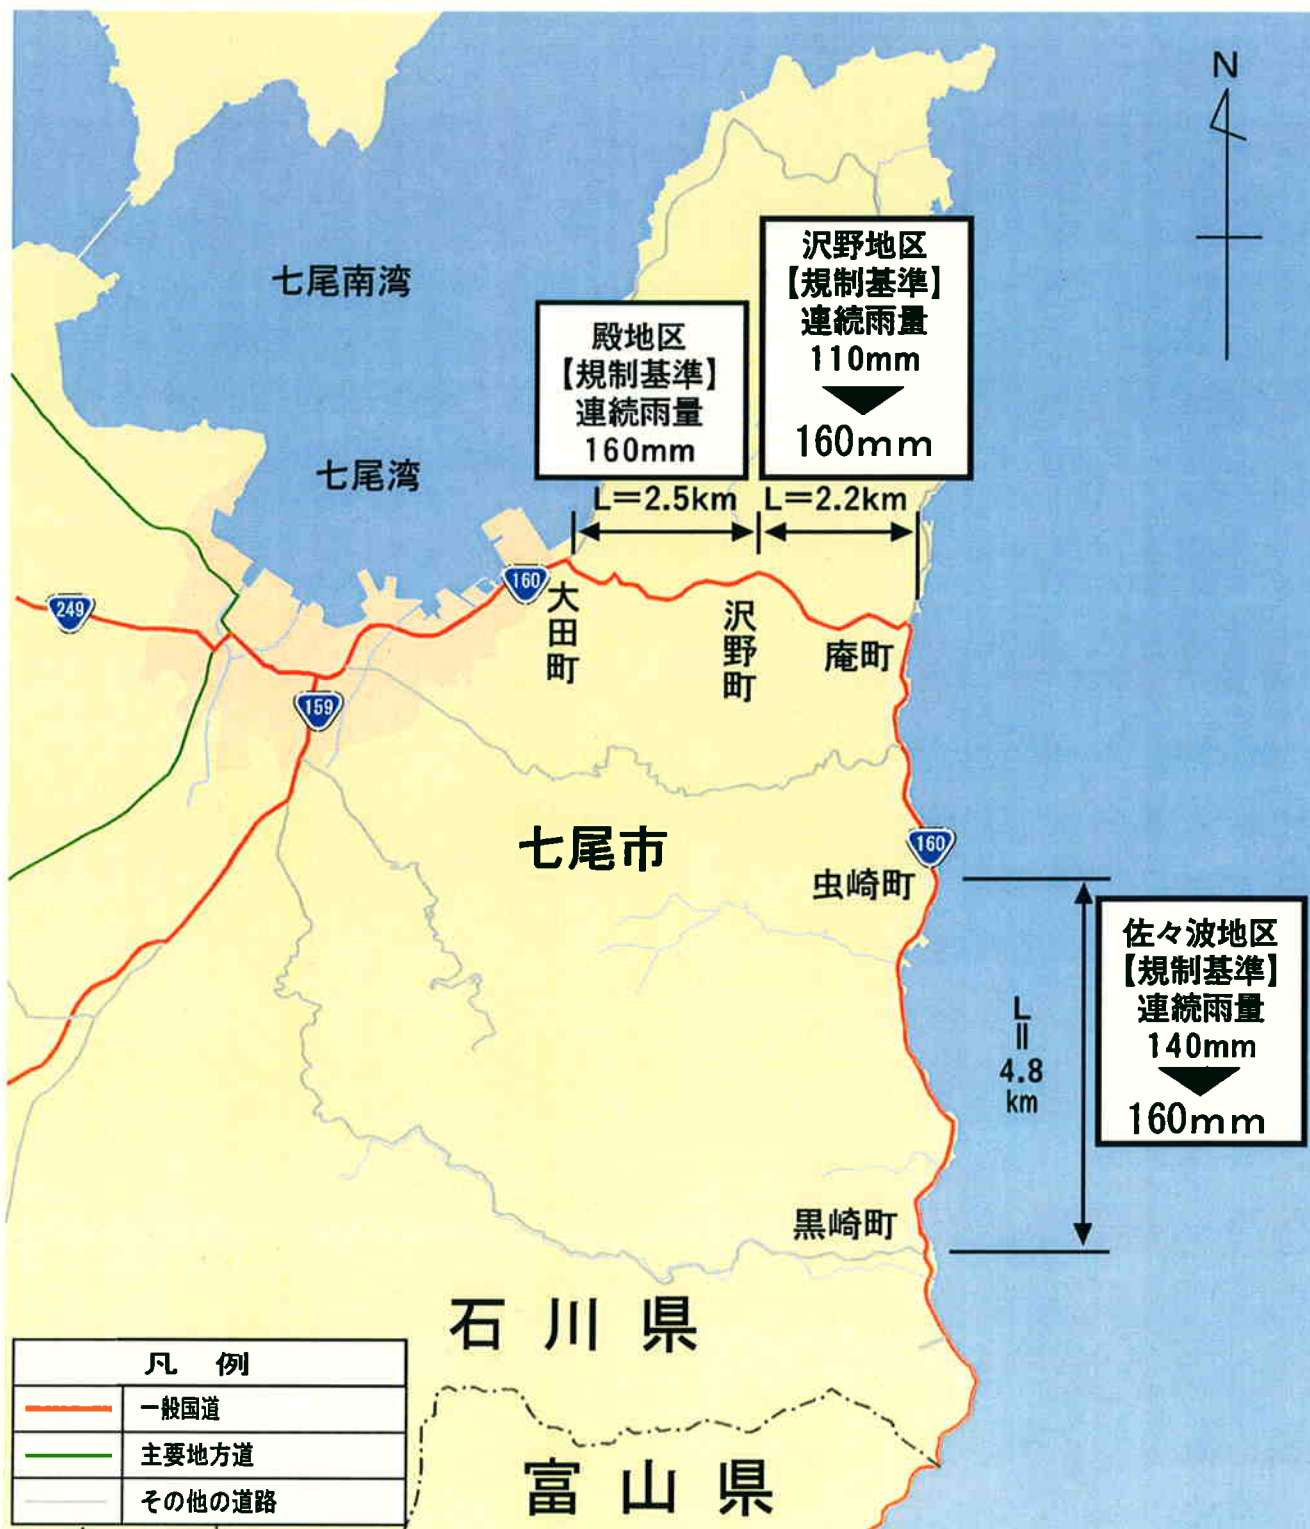 N
沢野地区
【規制基準】
連続雨量
110mm
160mm
殿地区
【規制基準】
連続雨量
160mm
L=2.5km
L=2.2km
七尾南湾
七尾湾
249
160
159
大田町
沢野町
庵町
七尾市
160
虫崎町
佐々波地区
【規制基準】
連続雨量
140mm
160mm
L=4.8km
黒崎町
石川県
富山県
凡例
一般国道
主要地方道
その他の道路